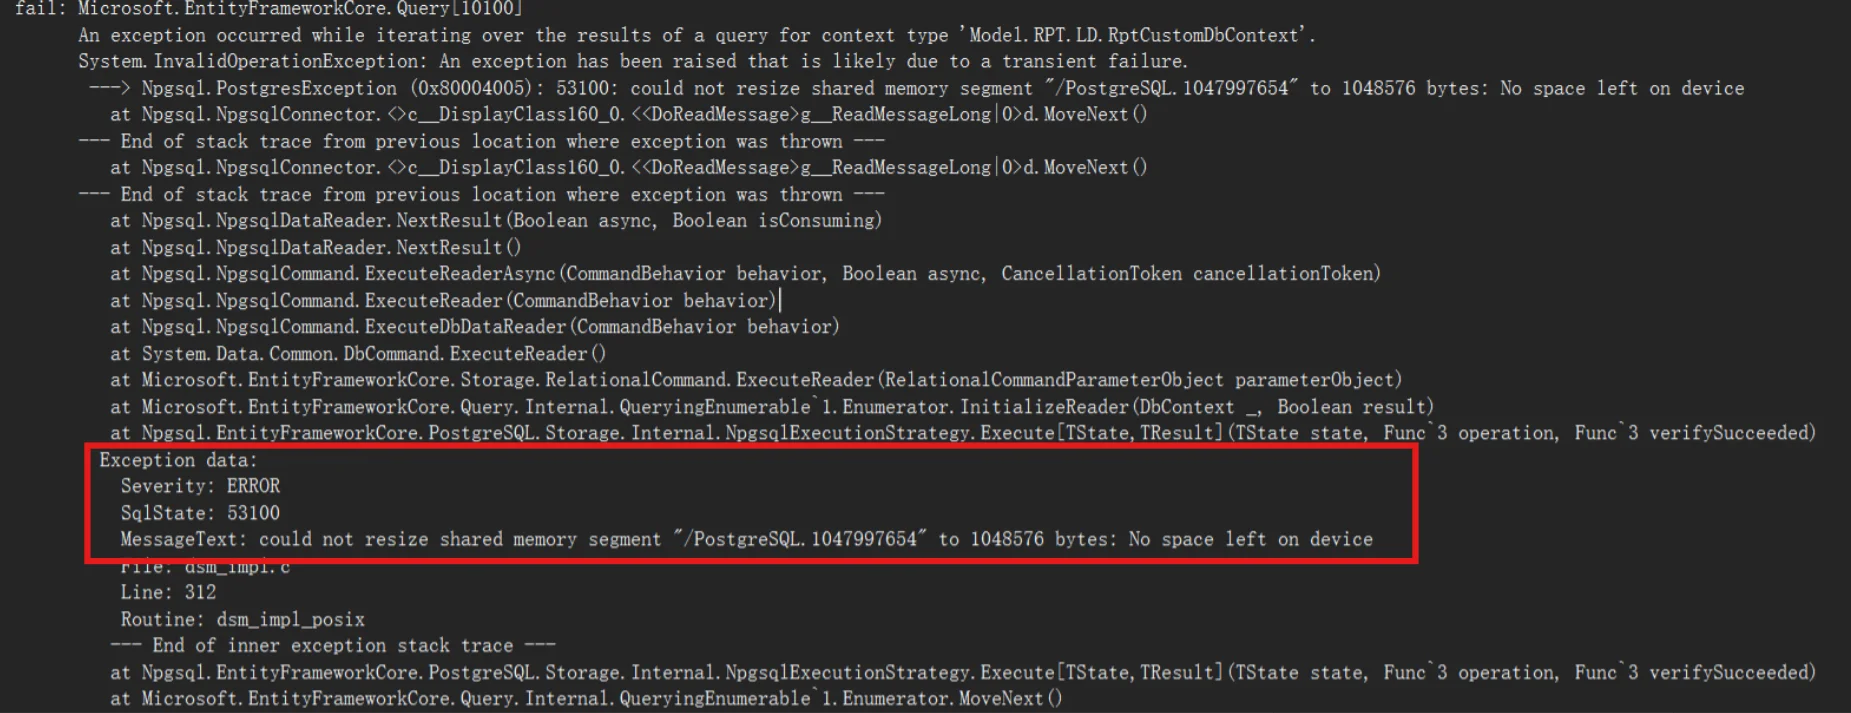 fail: Microsoft.EntityFrameworkCore.Query[10100]
An exception occurred while iterating over the results of a query for context type 'Model.RPT.LD.RptCustomDbContext'.
System.InvalidOperationException: An exception has been raised that is likely due to a transient failure.
---> Npgsql.PostgresException (0x80004005): 53100: could not resize shared memory segment "/PostgreSQL.1047997654" to 1048576 bytes: No space left on device
at Npgsql.NpgsqlConnector.<>c__DisplayClass160_0.<<DoReadMessage>g__ReadMessageLong|0>d.MoveNext()
--- End of stack trace from previous location where exception was thrown ---
at Npgsql.NpgsqlConnector.<>c__DisplayClass160_0.<<DoReadMessage>g__ReadMessageLong|0>d.MoveNext()
--- End of stack trace from previous location where exception was thrown ---
at Npgsql.NpgsqlDataReader.NextResult(Boolean async, Boolean isConsuming)
at Npgsql.NpgsqlDataReader.NextResult()
at Npgsql.NpgsqlCommand.ExecuteReaderAsync(CommandBehavior behavior, Boolean async, CancellationToken cancellationToken)
at Npgsql.NpgsqlCommand.ExecuteReader(CommandBehavior behavior)
at Npgsql.NpgsqlCommand.ExecuteDbDataReader(CommandBehavior behavior)
at System.Data.Common.DbCommand.ExecuteReader()
at Microsoft.EntityFrameworkCore.Storage.RelationalCommand.ExecuteReader(RelationalCommandParameterObject parameterObject)
at Microsoft.EntityFrameworkCore.Query.Internal.QueryingEnumerable`1.Enumerator.InitializeReader(DbContext _, Boolean result)
at Npgsql.EntityFrameworkCore.PostgreSQL.Storage.Internal.NpgsqlExecutionStrategy.Execute[TState,TResult](TState state, Func`3 operation, Func`3 verifySucceeded)
Exception data:
Severity: ERROR
SqlState: 53100
MessageText: could not resize shared memory segment "/PostgreSQL.1047997654" to 1048576 bytes: No space left on device
File: dsm_impl.c
Line: 312
Routine: dsm_impl_posix
--- End of inner exception stack trace ---
at Npgsql.EntityFrameworkCore.PostgreSQL.Storage.Internal.NpgsqlExecutionStrategy.Execute[TState,TResult](TState state, Func`3 operation, Func`3 verifySucceeded)
at Microsoft.EntityFrameworkCore.Query.Internal.QueryingEnumerable`1.Enumerator.MoveNext()